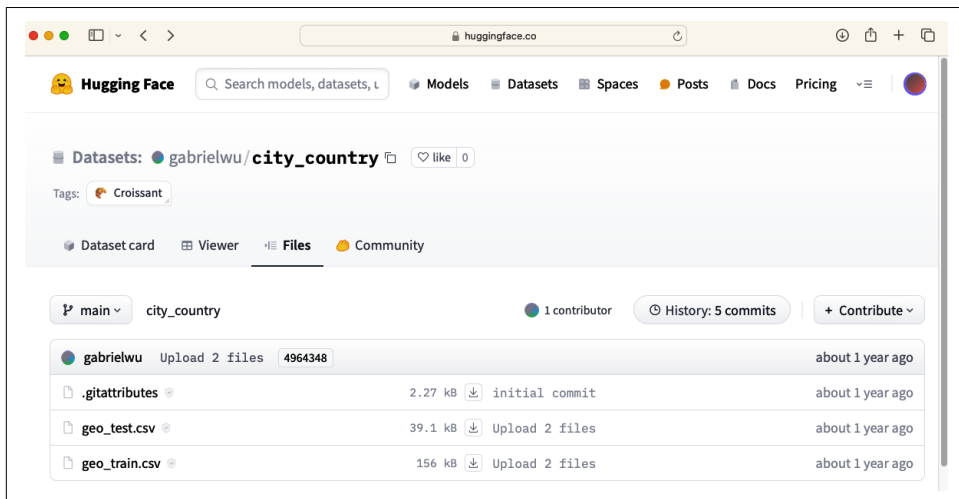 huggingface.co
Hugging Face Search models, datasets, u Models Datasets Spaces Posts Docs Pricing
Datasets: gabrielwu/city_country like 0
Tags: Croissant
Dataset card Viewer Files Community
main city_country 1 contributor History: 5 commits + Contribute
gabrielwu Upload 2 files 4964348 about 1 year ago
.gitattributes 2.27 kB initial commit about 1 year ago
geo_test.csv 39.1 kB Upload 2 files about 1 year ago
geo_train.csv 156 kB Upload 2 files about 1 year ago